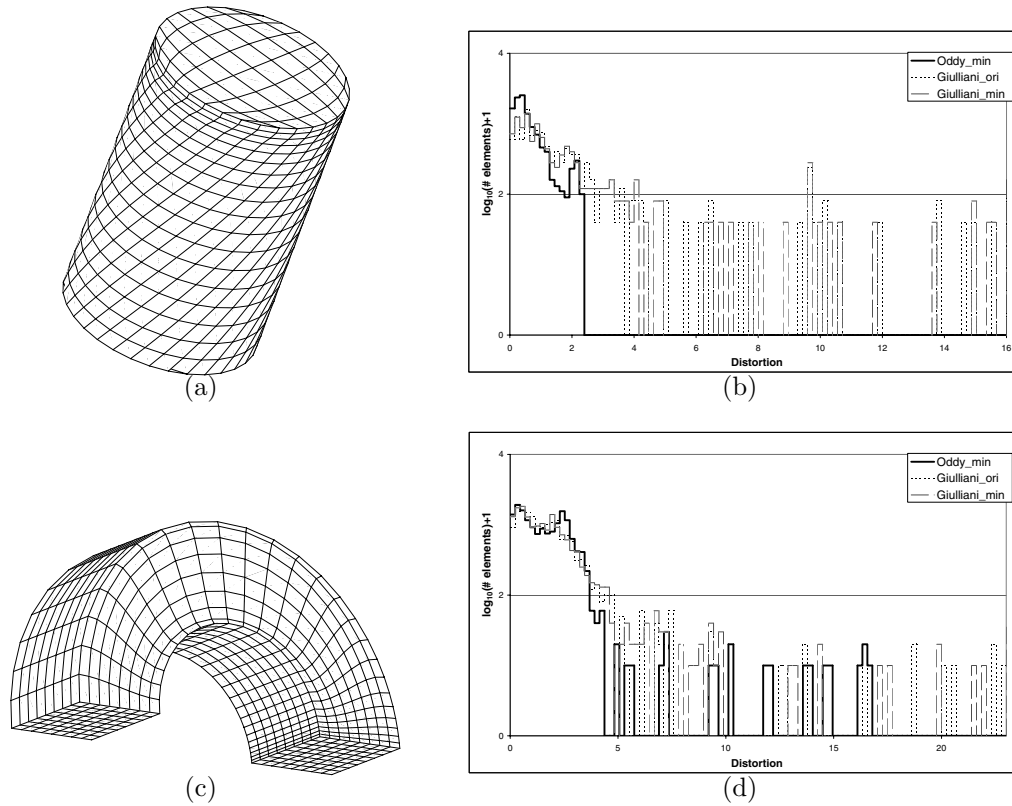 4
Oddy_min
Giulliani_ori
Giulliani_min
log10(# elements)+1
2
0
0 2 4 6 8 10 12 14 16
Distortion
(a)
(b)
4
Oddy_min
Giulliani_ori
Giulliani_min
log10(# elements)+1
2
0
0 5 10 15 20
Distortion
(c)
(d)